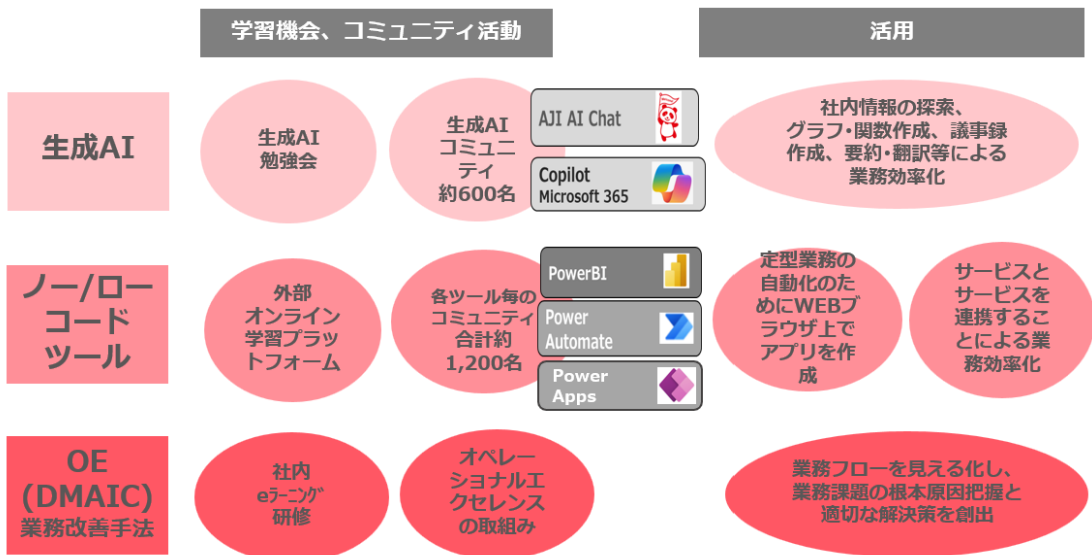 学習機会、コミュニティ活動
活用
生成AI
生成AI
勉強会
生成AI
コミュニ
ティ
約600名
AJI AI Chat
Copilot
Microsoft 365
社内情報の探索、
グラフ･関数作成、議事録
作成、要約･翻訳等による
業務効率化
ノー/ロー
コード
ツール
外部
オンライン
学習プラッ
トフォーム
各ツール毎の
コミュニティ
合計約
1,200名
PowerBI
Power
Automate
Power
Apps
定型業務の
自動化のた
めにWEBブ
ラウザ上で
アプリを作
成
サービスと
サービスを
連携するこ
とによる業
務効率化
OE
(DMAIC)
業務改善手法
社内
eﾗｰﾆﾝｸﾞ
研修
オペレー
ショナルエ
クセレンス
の取組み
業務フローを見える化し、
業務課題の根本原因把握と
適切な解決策を創出